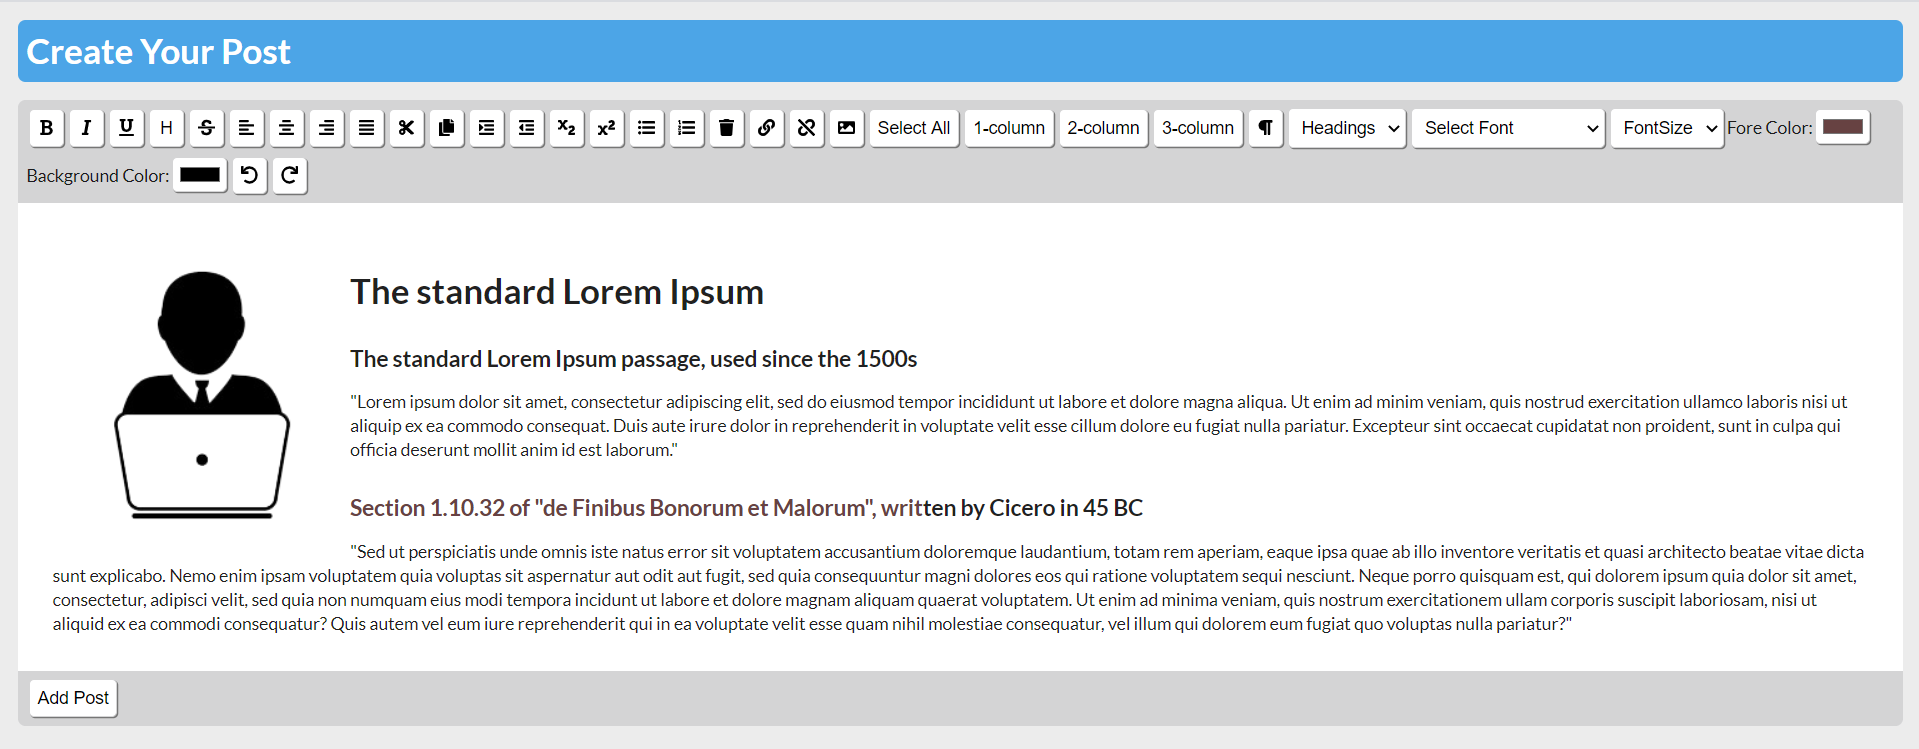 Create Your Post
B I U H S X2 X2 Select All 1-column 2-column 3-column ¶ Headings Select Font FontSize Fore Color:
Background Color:
The standard Lorem Ipsum
The standard Lorem Ipsum passage, used since the 1500s
"Lorem ipsum dolor sit amet, consectetur adipiscing elit, sed do eiusmod tempor incididunt ut labore et dolore magna aliqua. Ut enim ad minim veniam, quis nostrud exercitation ullamco laboris nisi ut
aliquip ex ea commodo consequat. Duis aute irure dolor in reprehenderit in voluptate velit esse cillum dolore eu fugiat nulla pariatur. Excepteur sint occaecat cupidatat non proident, sunt in culpa qui
officia deserunt mollit anim id est laborum."
Section 1.10.32 of "de Finibus Bonorum et Malorum", written by Cicero in 45 BC
"Sed ut perspiciatis unde omnis iste natus error sit voluptatem accusantium doloremque laudantium, totam rem aperiam, eaque ipsa quae ab illo inventore veritatis et quasi architecto beatae vitae dicta
sunt explicabo. Nemo enim ipsam voluptatem quia voluptas sit aspernatur aut odit aut fugit, sed quia consequuntur magni dolores eos qui ratione voluptatem sequi nesciunt. Neque porro quisquam est, qui dolorem ipsum quia dolor sit amet,
consectetur, adipisci velit, sed quia non numquam eius modi tempora incidunt ut labore et dolore magnam aliquam quaerat voluptatem. Ut enim ad minima veniam, quis nostrum exercitationem ullam corporis suscipit laboriosam, nisi ut
aliquid ex ea commodi consequatur? Quis autem vel eum iure reprehenderit qui in ea voluptate velit esse quam nihil molestiae consequatur, vel illum qui dolorem eum fugiat quo voluptas nulla pariatur?"
Add Post